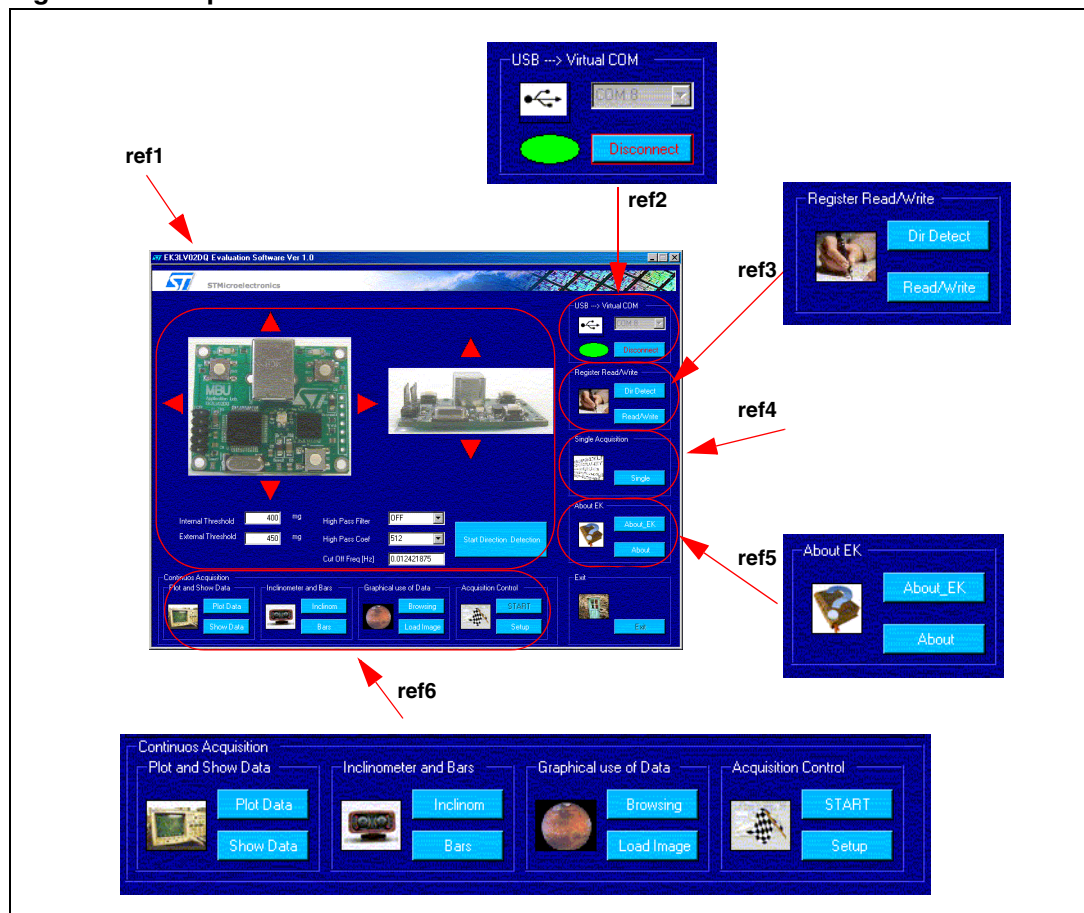 USB ---> Virtual COM
COM 8
Disconnect
ref1
ref2
Register Read/Write
Dir Detect
Read/Write
ref3
EK3LV02DQ Evaluation Software Ver 1.0
STMicroelectronics
USB ---> Virtual COM
COM 8
Disconnect
Register Read/Write
Dir Detect
Read/Write
MBU
ref4
Single Acquisition
Single
Internal Threshold 400 mg
External Threshold 450 mg
High Pass Filter OFF
High Pass Coef 512
Cut Off Freq [Hz] 0.012421875
Start Direction Detection
About EK
About_EK
About
ref5
About EK
About_EK
About
Continuos Acquisition
Plot and Show Data
Plot Data
Show Data
Inclinometer and Bars
Inclinom
Bars
Graphical use of Data
Browsing
Load Image
Acquisition Control
START
Setup
Exit
Exit
ref6
Continuos Acquisition
Plot and Show Data
Plot Data
Show Data
Inclinometer and Bars
Inclinom
Bars
Graphical use of Data
Browsing
Load Image
Acquisition Control
START
Setup